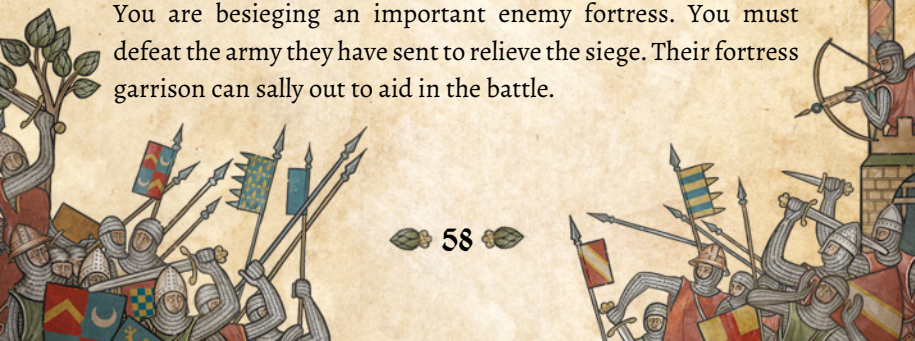 You are besieging an important enemy fortress. You must
defeat the army they have sent to relieve the siege. Their fortress
garrison can sally out to aid in the battle.
58